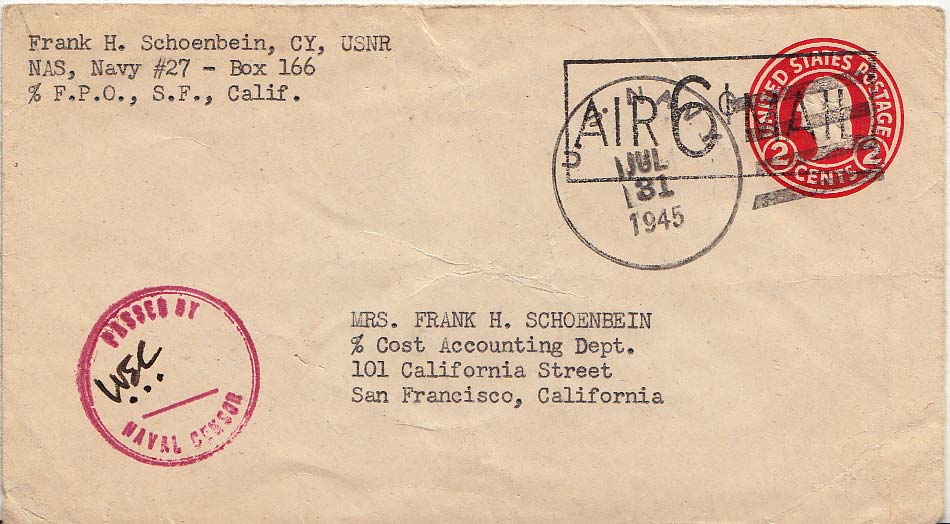 Frank H. Schoenbein, CY, USNR
NAS, Navy #27 - Box 166
% F.P.O., S.F., Calif.
AIR 6¢ MAIL
UNITED STATES POSTAGE
2 CENTS 2
U.S. NAVY
JUL
31
1945
PASSED BY
NAVAL CENSOR
MRS. FRANK H. SCHOENBEIN
% Cost Accounting Dept.
101 California Street
San Francisco, California